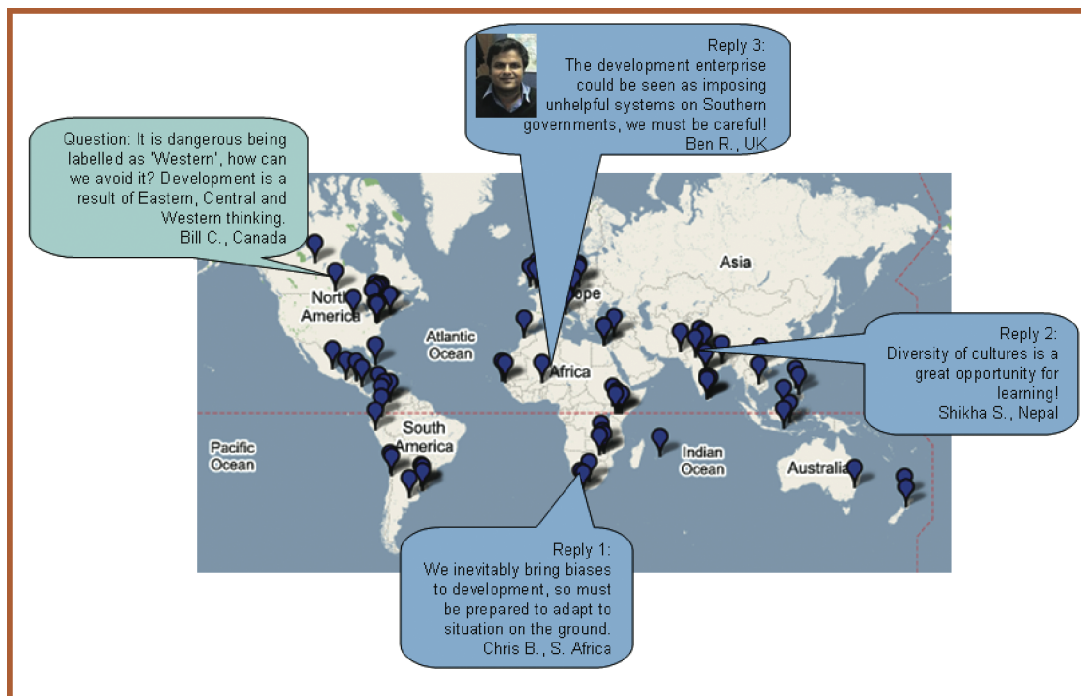 Reply 3:
The development enterprise
could be seen as imposing
unhelpful systems on Southern
governments, we must be careful!
Ben R., UK
Question: It is dangerous being
labelled as 'Western', how can
we avoid it? Development is a
result of Eastern, Central and
Western thinking.
Bill C., Canada
Asia
North
America
ope
Atlantic
Ocean
Africa
Reply 2:
Diversity of cultures is a
great opportunity for
learning!
Shikha S., Nepal
South
America
Pacific
Ocean
Indian
Ocean
Australia
Reply 1:
We inevitably bring biases
to development, so must
be prepared to adapt to
situation on the ground.
Chris B., S. Africa